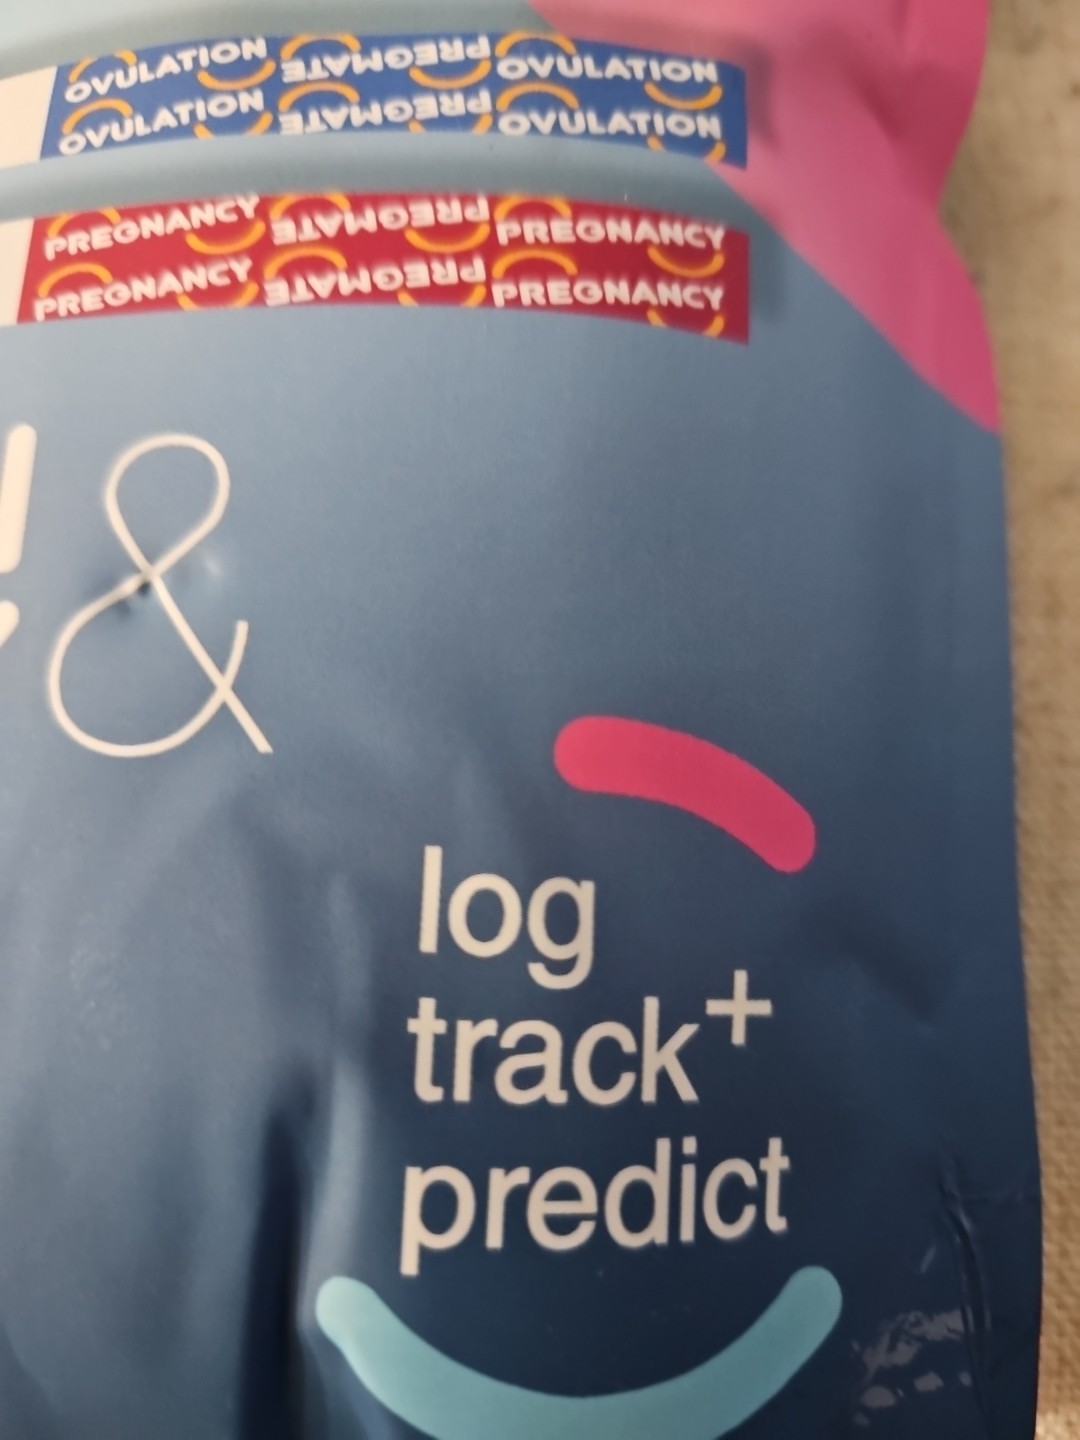 OVULATION PREGMATE OVULATION
OVULATION PREGMATE OVULATION
PREGNANCY PREGMATE PREGNANCY
PREGNANCY PREGMATE PREGNANCY
&
log
track+
predict